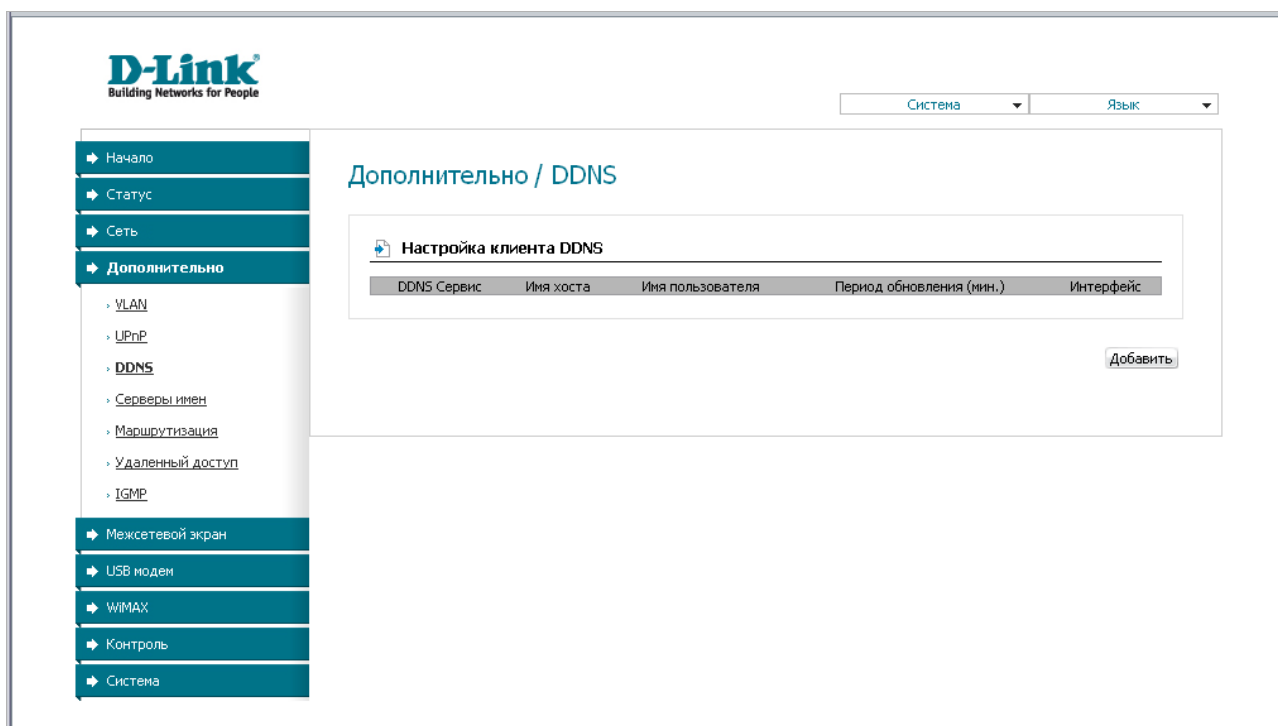 D-Link®
Building Networks for People
Система
Язык
Начало
Статус
Сеть
Дополнительно
VLAN
UPnP
DDNS
Серверы имен
Маршрутизация
Удаленный доступ
IGMP
Межсетевой экран
USB модем
WiMAX
Контроль
Система
Дополнительно / DDNS
Настройка клиента DDNS
DDNS Сервис Имя хоста Имя пользователя Период обновления (мин.) Интерфейс
Добавить